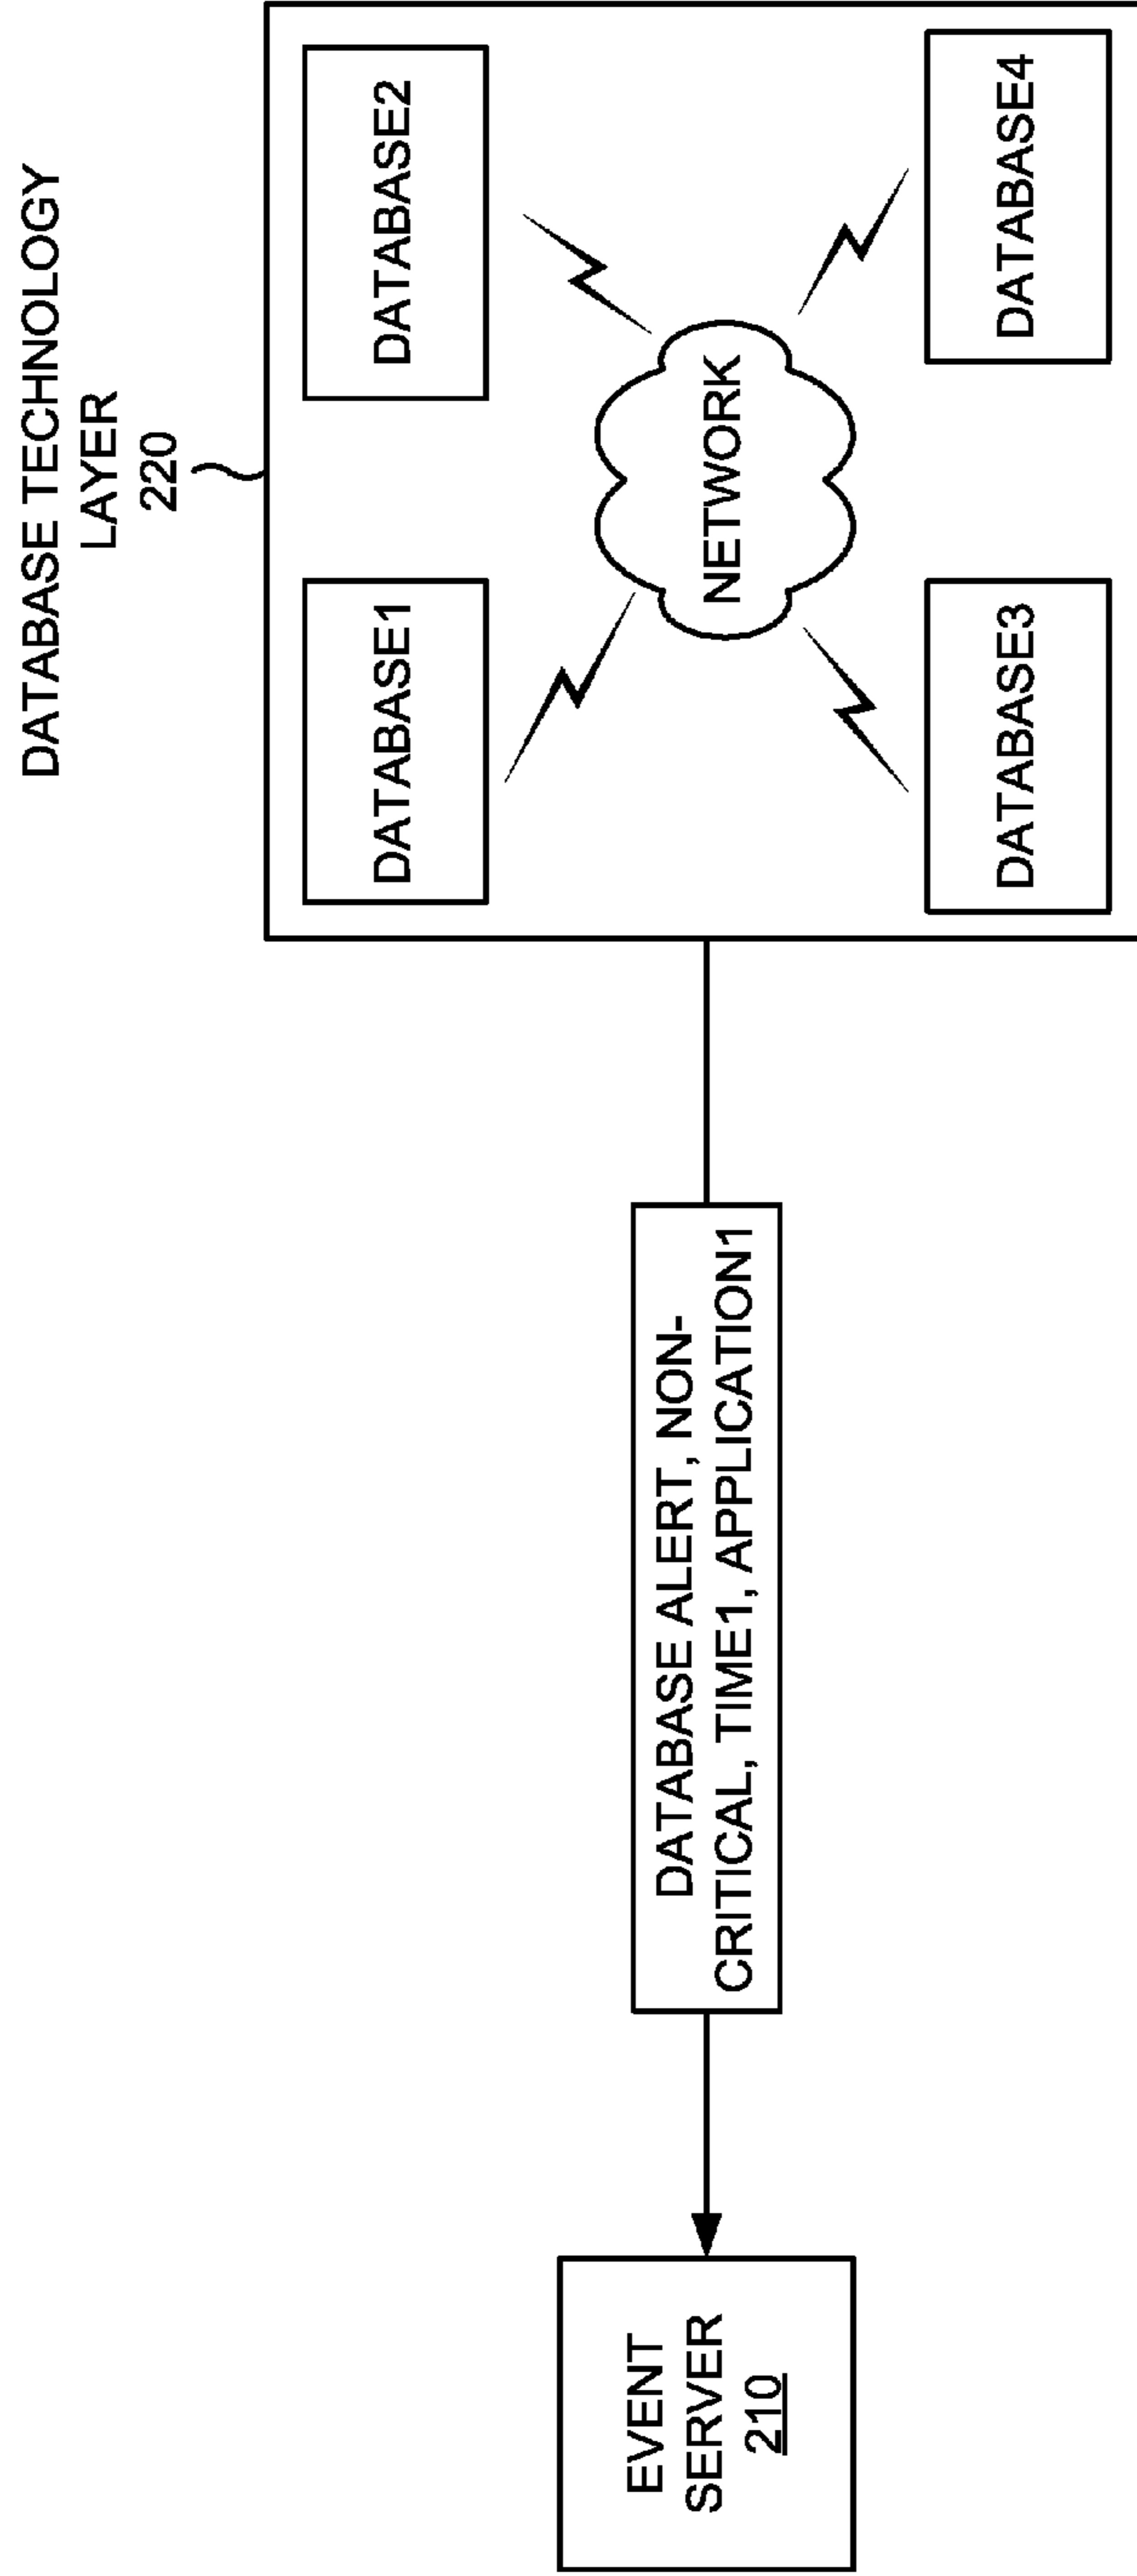 DATABASE TECHNOLOGY
LAYER
220
DATABASE1
DATABASE2
NETWORK
DATABASE3
DATABASE4
DATABASE ALERT, NON-
CRITICAL, TIME1, APPLICATION1
EVENT
SERVER
210